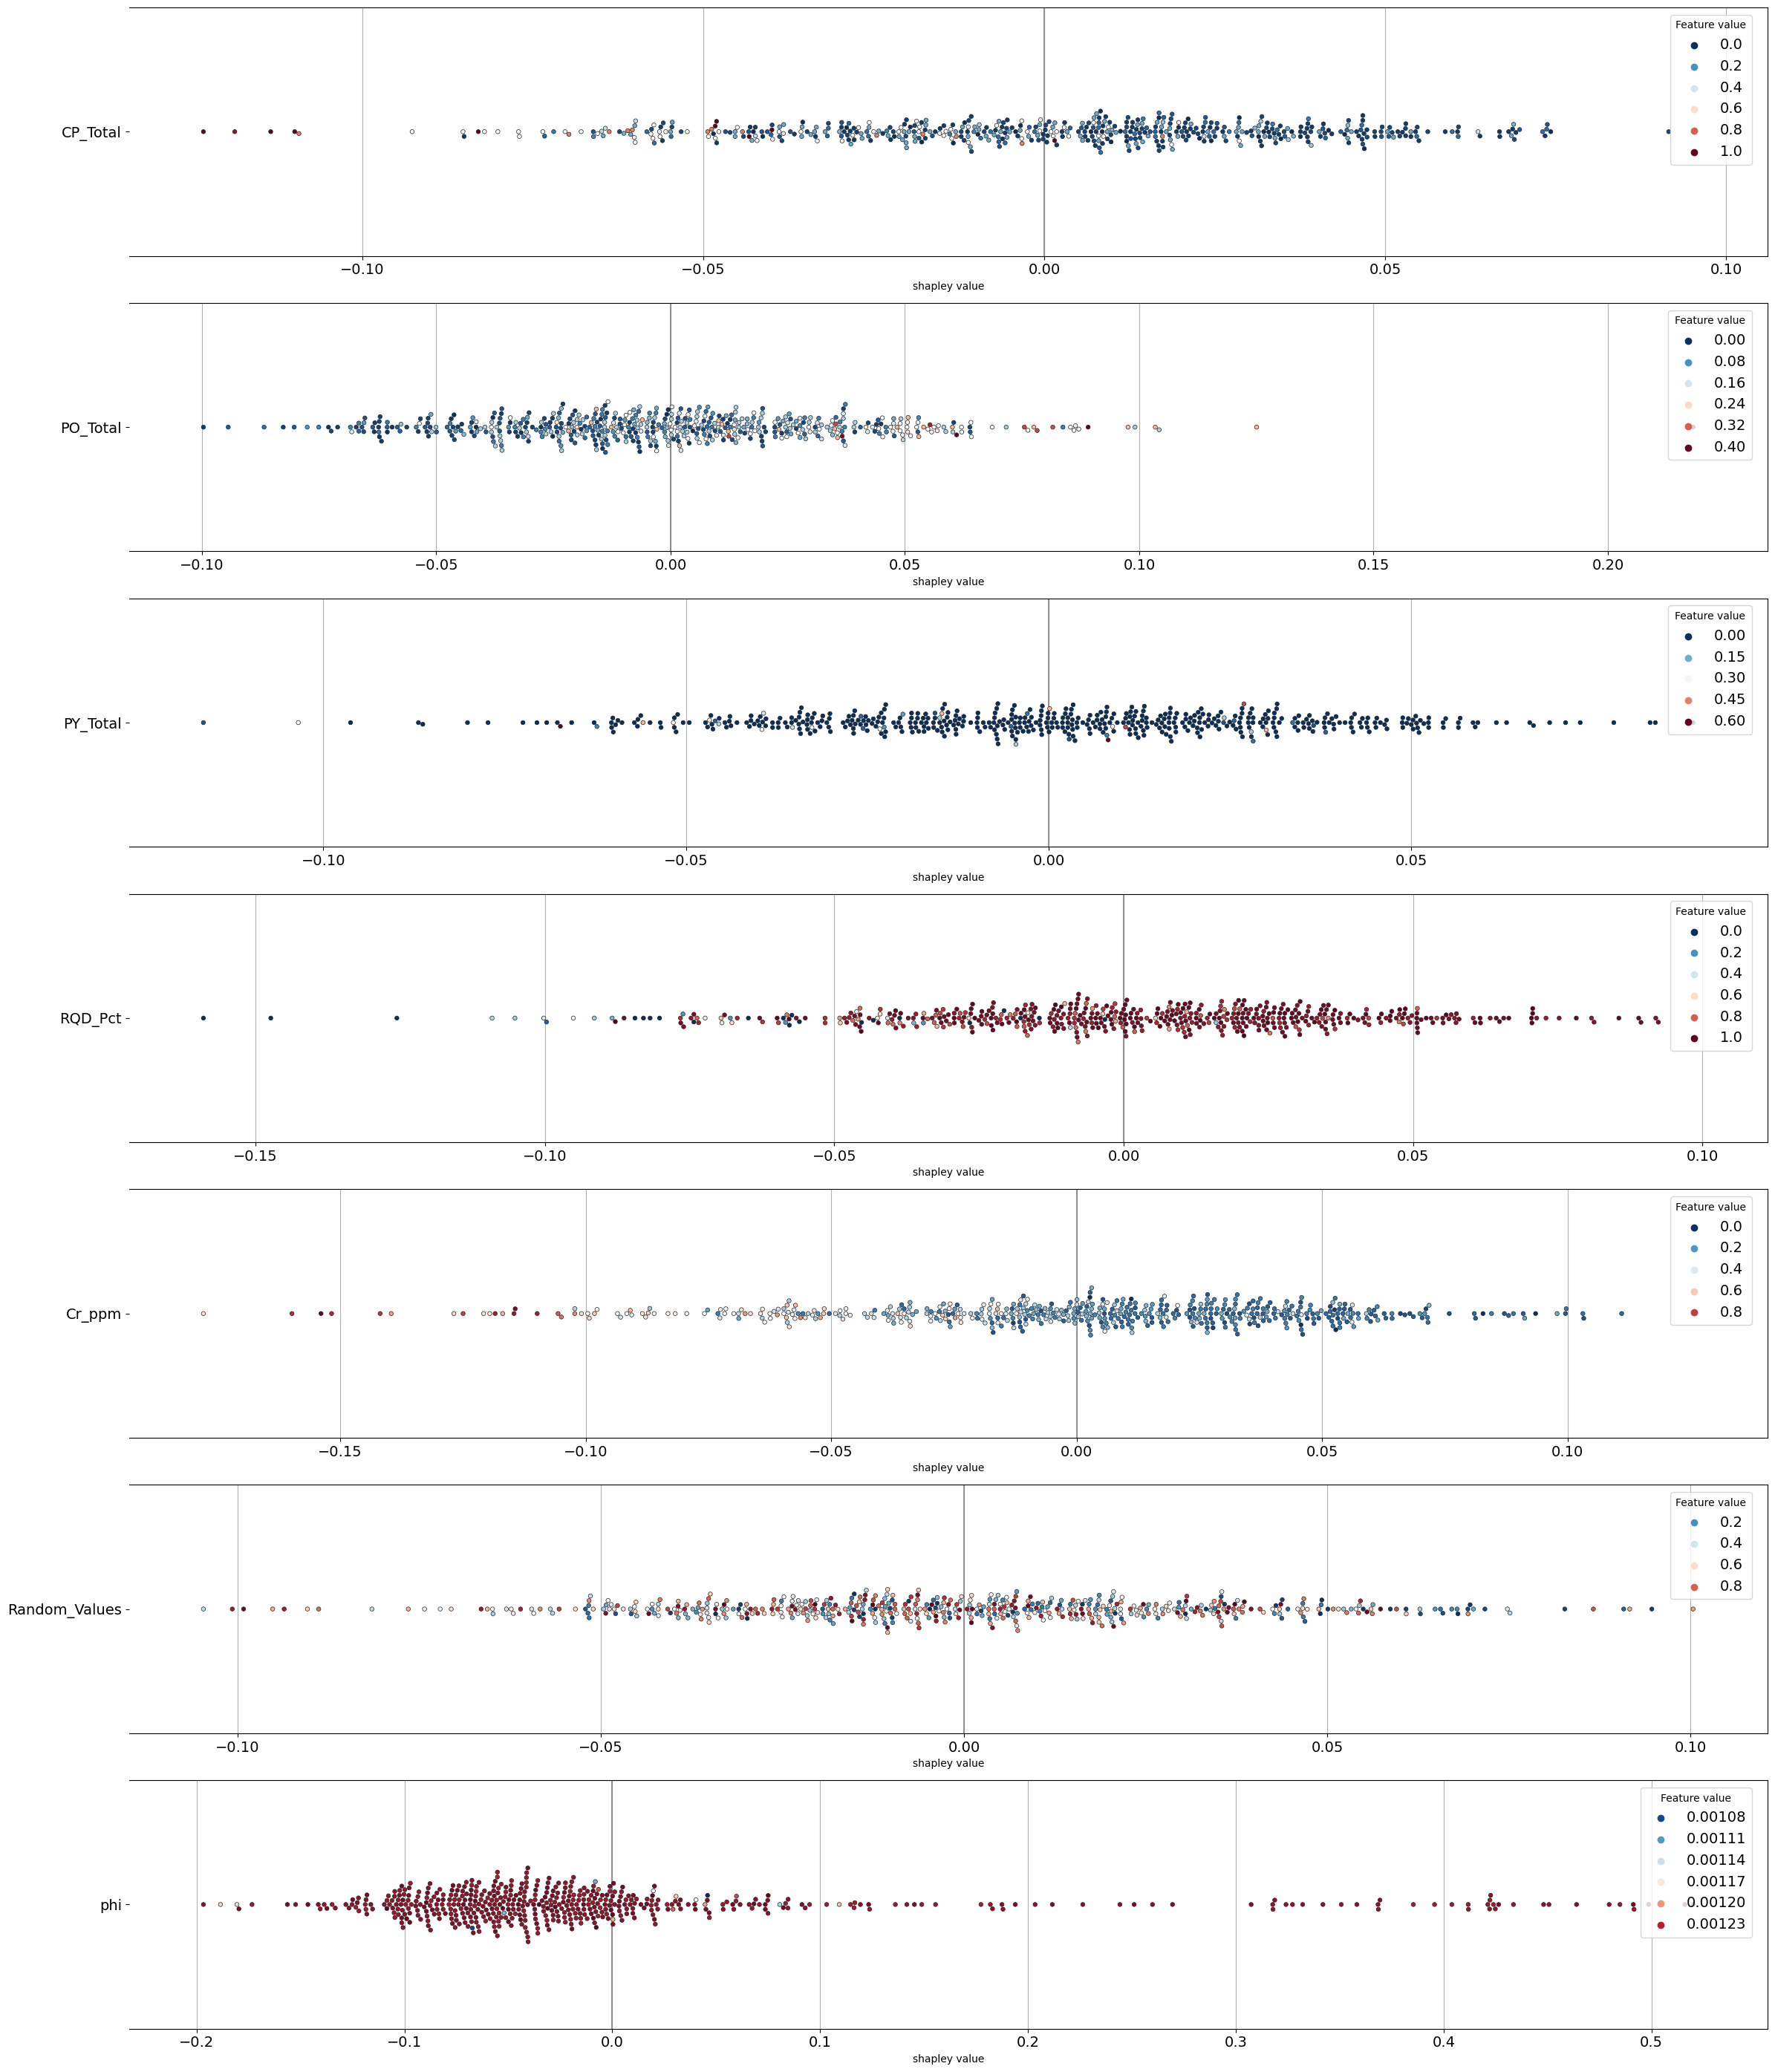 Feature value
0.0
0.2
0.4
0.6
0.8
1.0
CP_Total
−0.10 −0.05 0.00 0.05 0.10
shapley value
Feature value
0.00
0.08
0.16
0.24
0.32
0.40
PO_Total
−0.10 −0.05 0.00 0.05 0.10 0.15 0.20
shapley value
Feature value
0.00
0.15
0.30
0.45
0.60
PY_Total
−0.10 −0.05 0.00 0.05
shapley value
Feature value
0.0
0.2
0.4
0.6
0.8
1.0
RQD_Pct
−0.15 −0.10 −0.05 0.00 0.05 0.10
shapley value
Feature value
0.0
0.2
0.4
0.6
0.8
Cr_ppm
−0.15 −0.10 −0.05 0.00 0.05 0.10
shapley value
Feature value
0.2
0.4
0.6
0.8
Random_Values
−0.10 −0.05 0.00 0.05 0.10
shapley value
Feature value
0.00108
0.00111
0.00114
0.00117
0.00120
0.00123
phi
−0.2 −0.1 0.0 0.1 0.2 0.3 0.4 0.5
shapley value